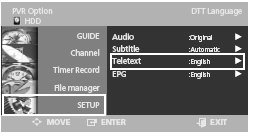 PVR Option DTT Language
HDD
GUIDE Audio :Original
Channel Subtitle :Automatic
Teletext :English
Timer Record EPG :English
File manager
SETUP
MOVE ENTER EXIT